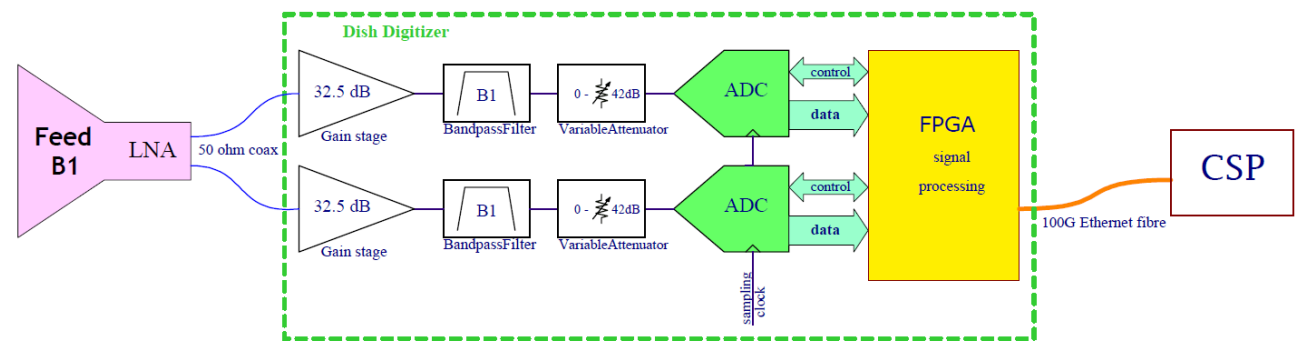 Dish Digitizer
Feed
B1
LNA
50 ohm coax
32.5 dB
Gain stage
B1
BandpassFilter
0 - 42dB
VariableAttenuator
ADC
control
data
32.5 dB
Gain stage
B1
BandpassFilter
0 - 42dB
VariableAttenuator
ADC
control
data
sampling
clock
FPGA
signal
processing
100G Ethernet fibre
CSP